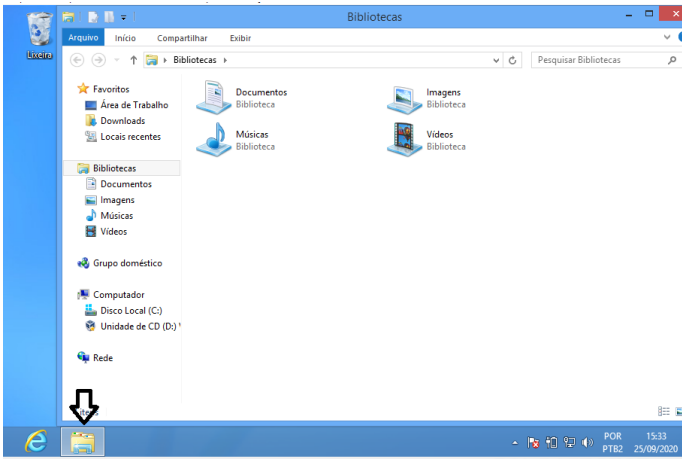 Bibliotecas
Lixeira
Arquivo Início Compartilhar Exibir
Bibliotecas
Pesquisar Bibliotecas
Favoritos
Área de Trabalho
Downloads
Locais recentes
Bibliotecas
Documentos
Imagens
Músicas
Vídeos
Grupo doméstico
Computador
Disco Local (C:)
Unidade de CD (D:)
Rede
Documentos
Biblioteca
Imagens
Biblioteca
Músicas
Biblioteca
Vídeos
Biblioteca
POR 15:33
PTB2 25/09/2020